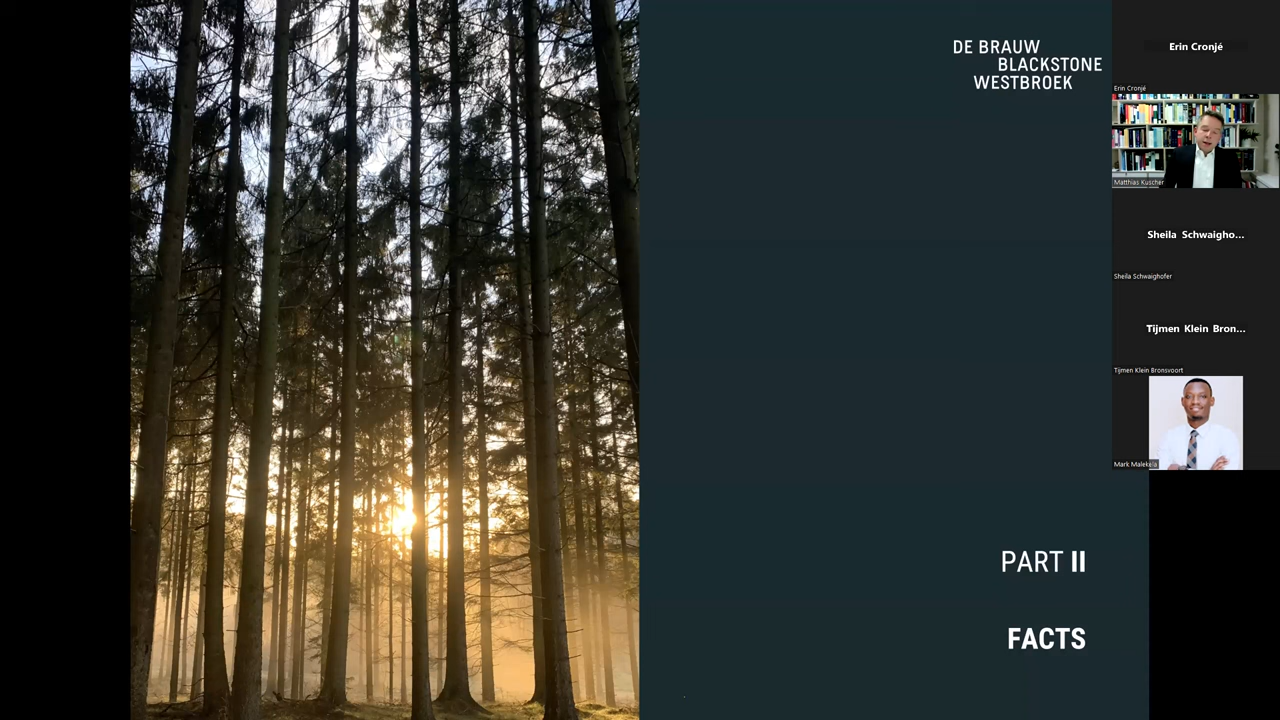 DE BRAUW
BLACKSTONE
WESTBROEK
PART II
FACTS
Erin Cronjé
Erin Cronjé
Matthias Kuscher
Sheila Schwaigho...
Sheila Schwaighofer
Tijmen Klein Bron...
Tijmen Klein Bronsvoort
Mark Malekela